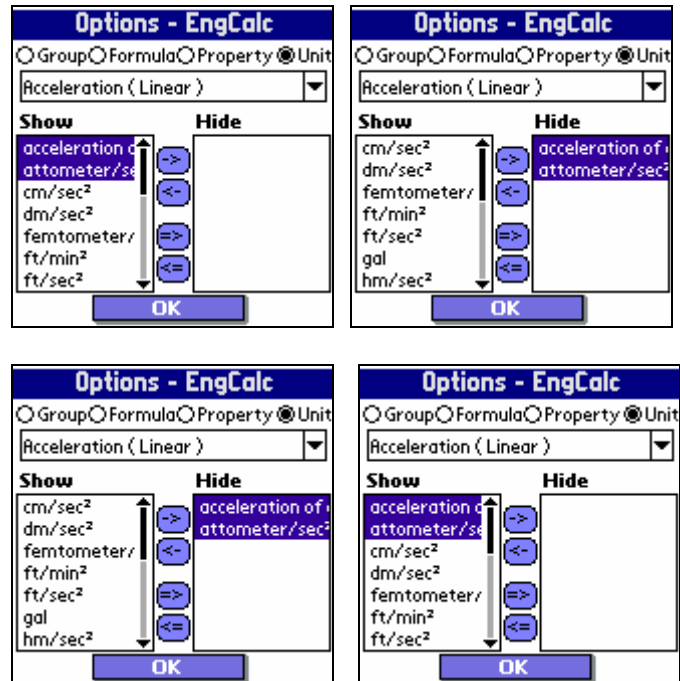 Options - EngCalc
Group Formula Property Unit
Acceleration ( Linear )
Show Hide
acceleration o
attometer/se
cm/sec²
dm/sec²
femtometer/
ft/min²
ft/sec²
->
<-
=>
<=
OK
Options - EngCalc
Group Formula Property Unit
Acceleration ( Linear )
Show Hide
cm/sec²
dm/sec²
femtometer/
ft/min²
ft/sec²
gal
hm/sec²
->
<-
=>
<=
acceleration of
attometer/sec²
OK
Options - EngCalc
Group Formula Property Unit
Acceleration ( Linear )
Show Hide
cm/sec²
dm/sec²
femtometer/
ft/min²
ft/sec²
gal
hm/sec²
->
<-
=>
<=
acceleration of
attometer/sec²
OK
Options - EngCalc
Group Formula Property Unit
Acceleration ( Linear )
Show Hide
acceleration o
attometer/se
cm/sec²
dm/sec²
femtometer/
ft/min²
ft/sec²
->
<-
=>
<=
OK